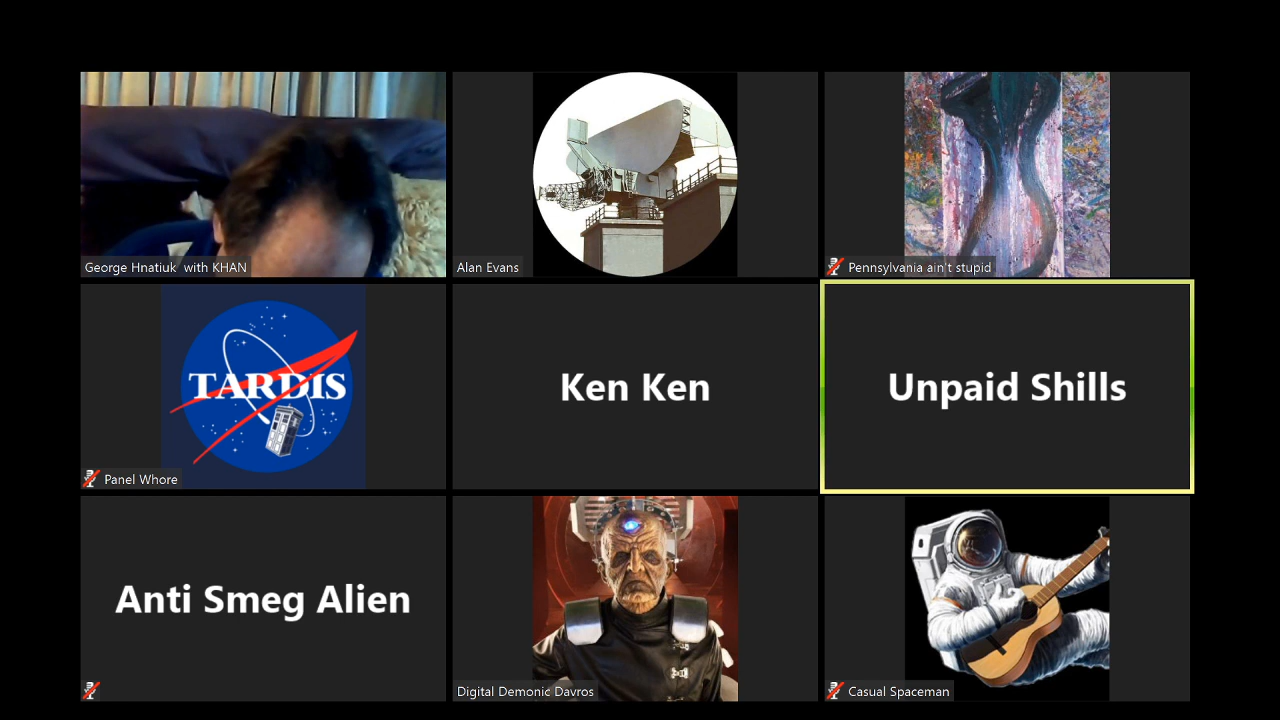 George Hnatiuk  with KHAN
Alan Evans
Pennsylvania ain't stupid
TARDIS
Panel Whore
Ken Ken
Unpaid Shills
Anti Smeg Alien
Digital Demonic Davros
Casual Spaceman